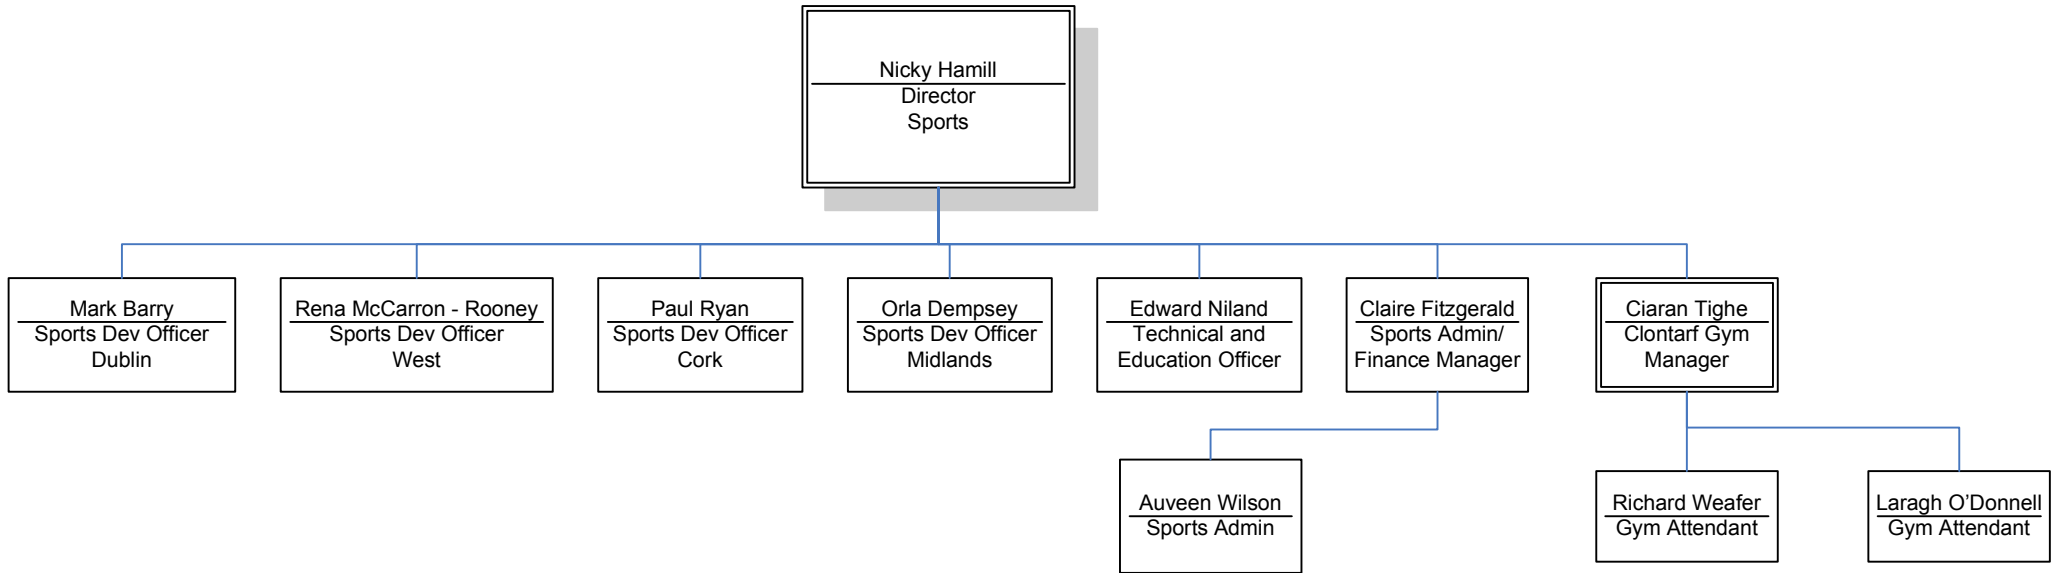 Nicky Hamill
Director
Sports
Mark Barry
Sports Dev Officer
Dublin
Rena McCarron - Rooney
Sports Dev Officer
West
Paul Ryan
Sports Dev Officer
Cork
Orla Dempsey
Sports Dev Officer
Midlands
Edward Niland
Technical and
Education Officer
Claire Fitzgerald
Sports Admin/
Finance Manager
Ciaran Tighe
Clontarf Gym
Manager
Auveen Wilson
Sports Admin
Richard Weafer
Gym Attendant
Laragh O’Donnell
Gym Attendant